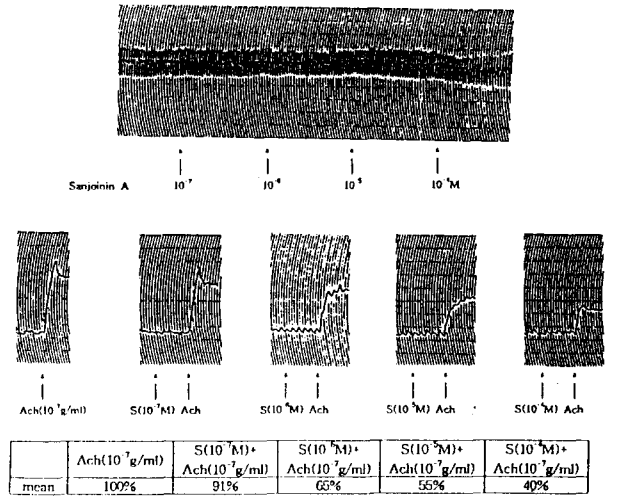 Sanjoinin A 10⁻⁷ 10⁻⁶ 10⁻⁵ 10⁻⁴M
Ach(10⁻⁷g/ml) S(10⁻⁷M) Ach S(10⁻⁶M) Ach S(10⁻⁵M) Ach S(10⁻⁴M) Ach
Ach(10⁻⁷g/ml) S(10⁻⁷M)+ S(10⁻⁶M)+ S(10⁻⁵M)+ S(10⁻⁴M)+
Ach(10⁻⁷g/ml) Ach(10⁻⁷g/ml) Ach(10⁻⁷g/ml) Ach(10⁻⁷g/ml)
mean 100% 91% 65% 55% 40%